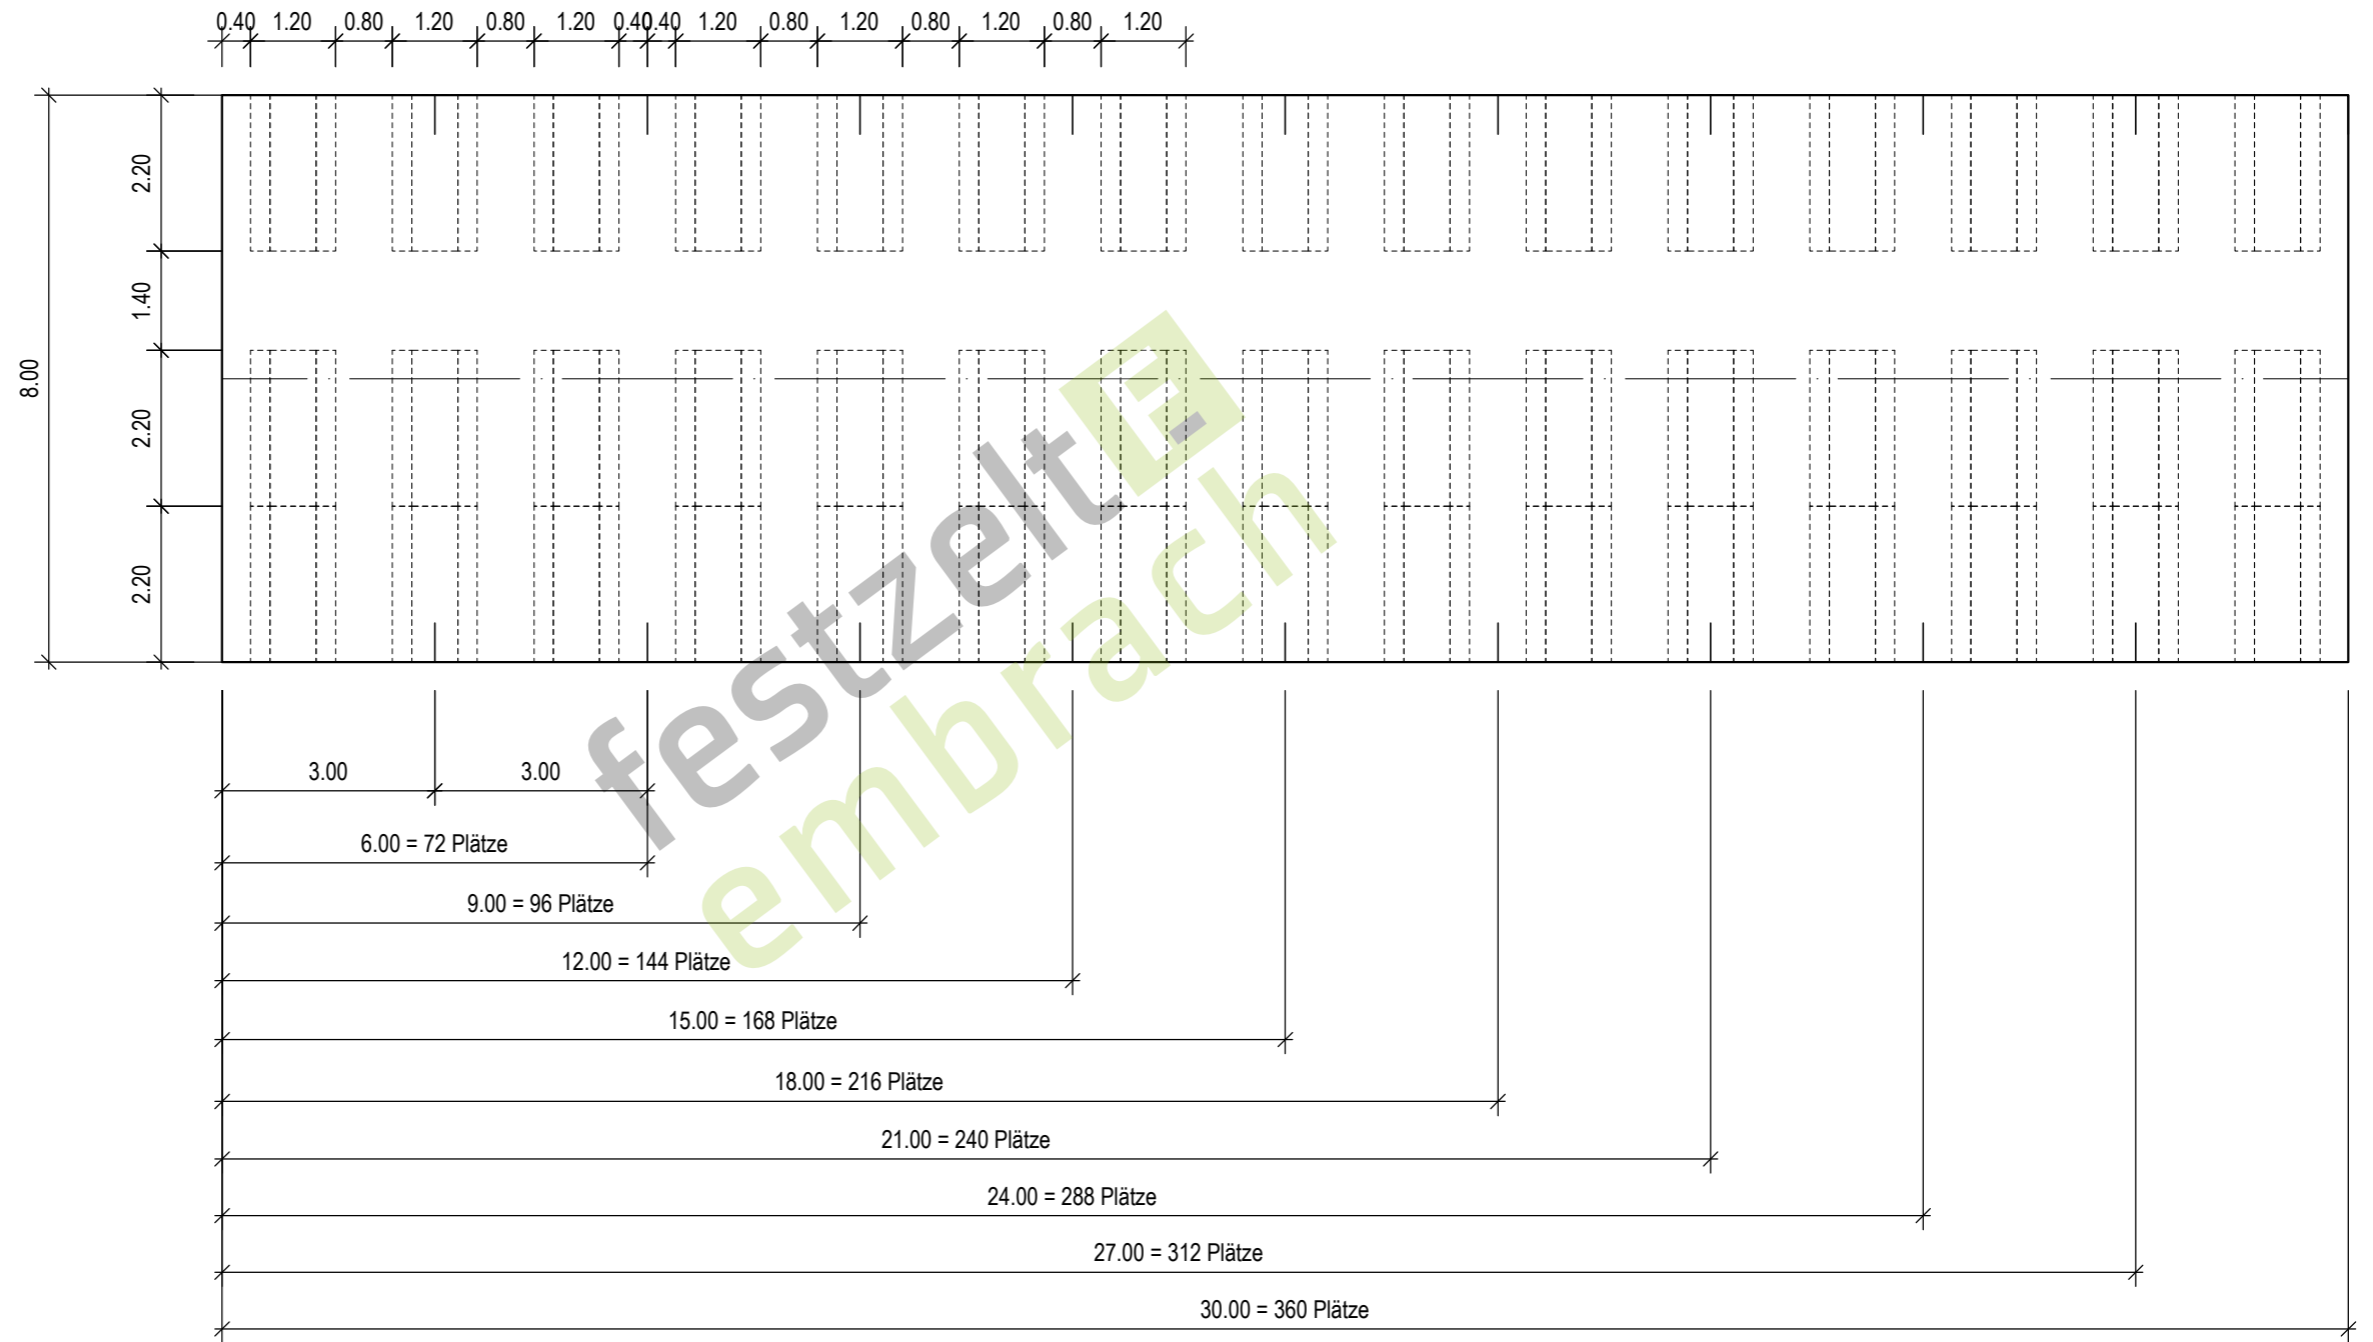 0.40 1.20 0.80 1.20 0.80 1.20 0.40 0.40 1.20 0.80 1.20 0.80 1.20 0.80 1.20
8.00
2.20
1.40
2.20
2.20
festzelt
E
embrach
3.00 3.00
6.00 = 72 Plätze
9.00 = 96 Plätze
12.00 = 144 Plätze
15.00 = 168 Plätze
18.00 = 216 Plätze
21.00 = 240 Plätze
24.00 = 288 Plätze
27.00 = 312 Plätze
30.00 = 360 Plätze